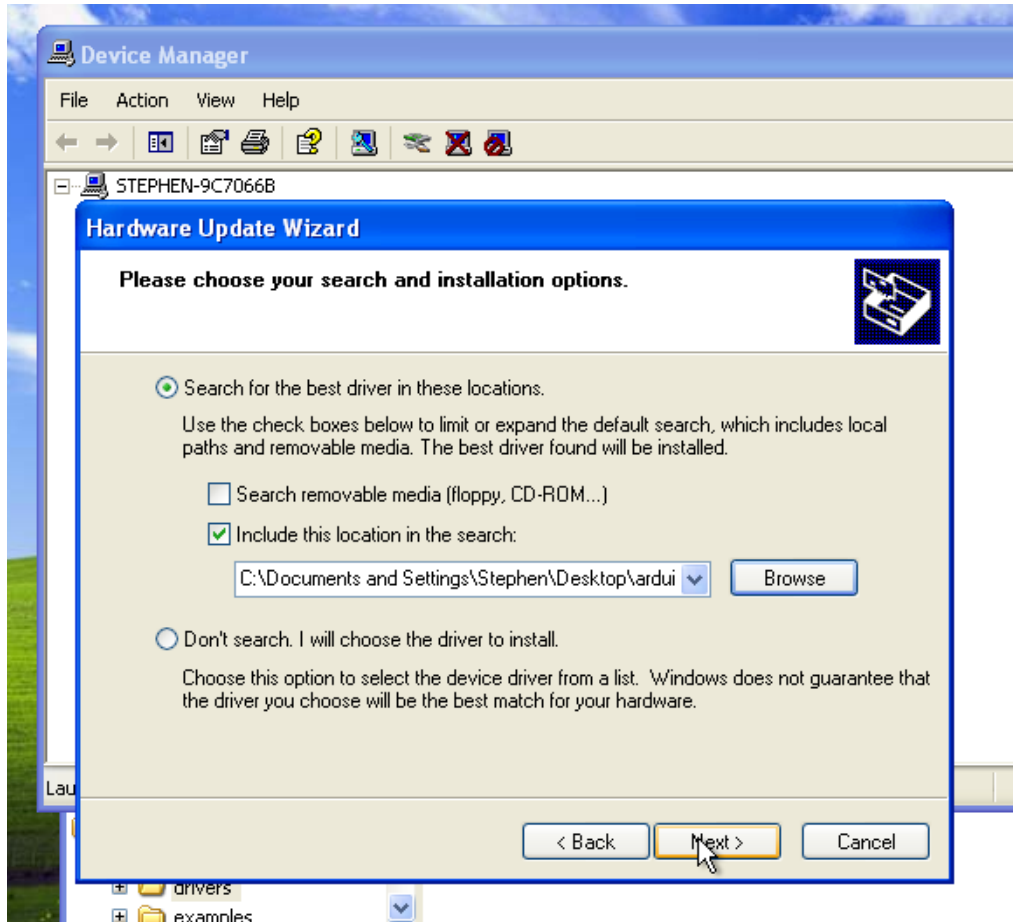 Device Manager
File Action View Help
STEPHEN-9C7066B
Hardware Update Wizard
Please choose your search and installation options.
Search for the best driver in these locations.
Use the check boxes below to limit or expand the default search, which includes local
paths and removable media. The best driver found will be installed.
Search removable media (floppy, CD-ROM...)
Include this location in the search:
C:\Documents and Settings\Stephen\Desktop\ardui Browse
Don't search. I will choose the driver to install.
Choose this option to select the device driver from a list. Windows does not guarantee that
the driver you choose will be the best match for your hardware.
Lau
< Back Next > Cancel
drivers
examples